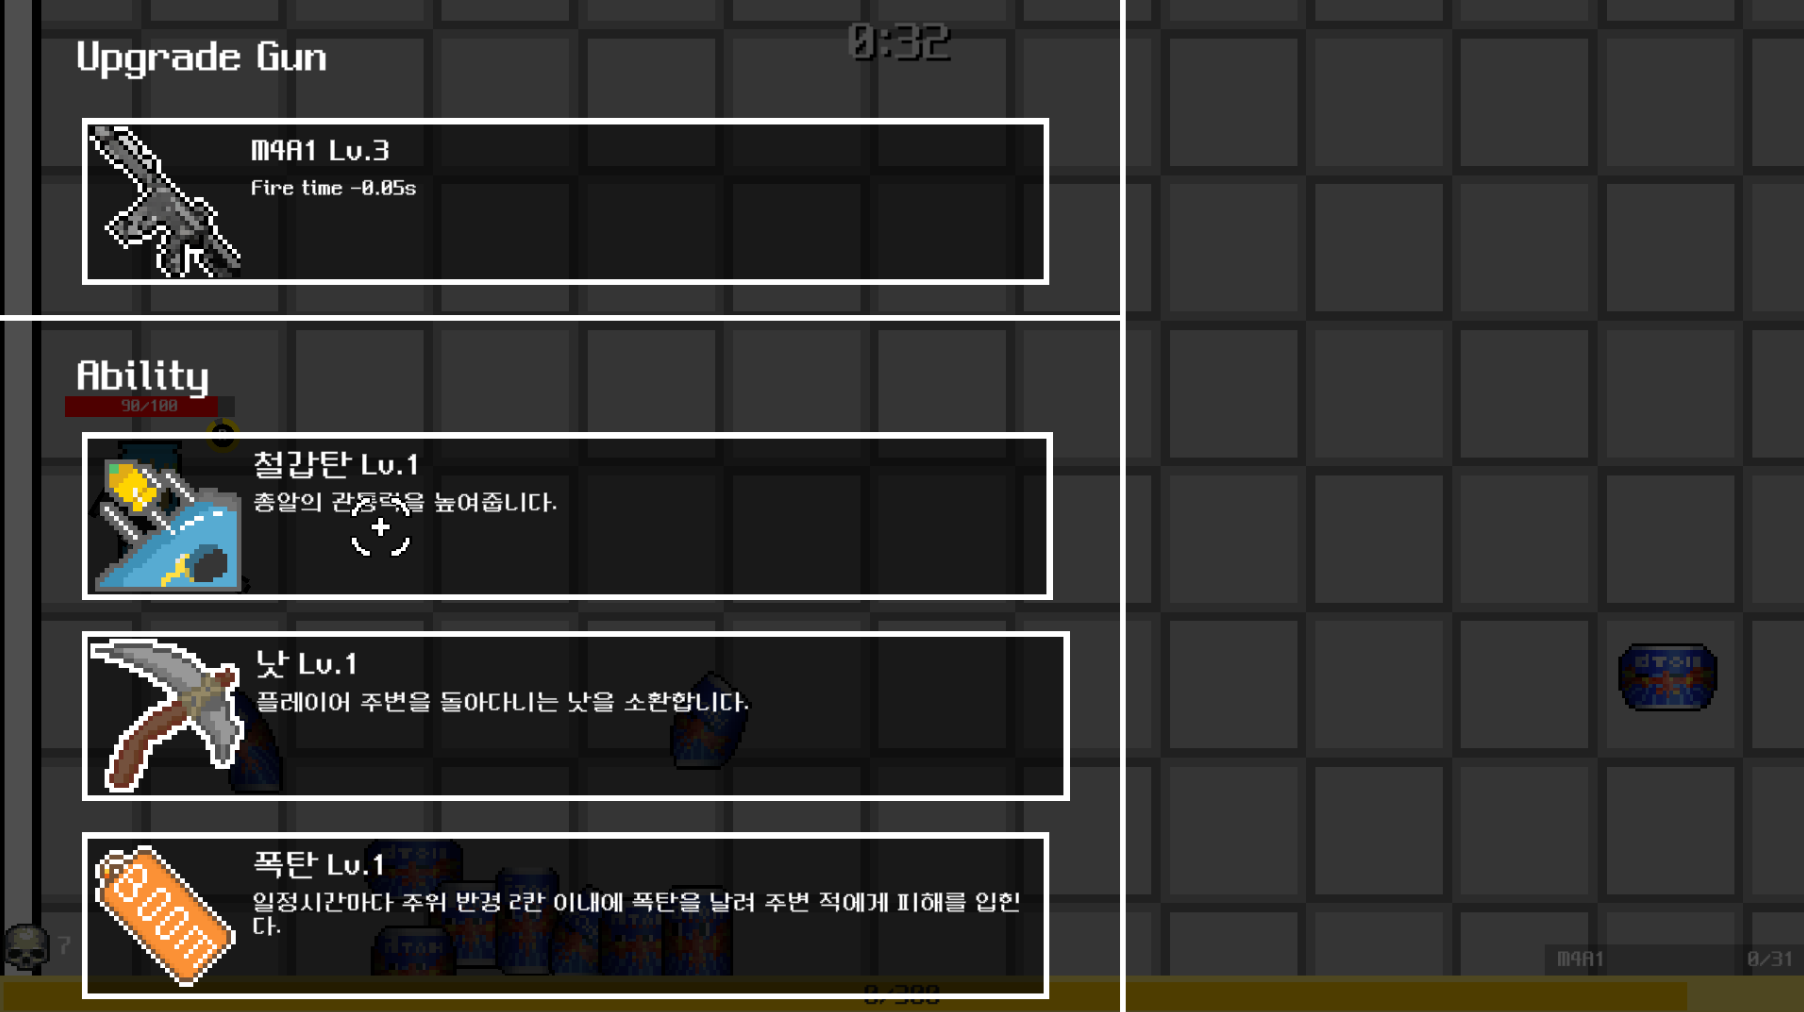 0:32
Upgrade Gun
M4A1 Lv.3
Fire time -0.05s
Ability
90/100
철갑탄 Lv.1
총알의 관통력을 높여줍니다.
낫 Lv.1
플레이어 주변을 돌아다니는 낫을 소환합니다.
BOOM
폭탄 Lv.1
일정시간마다 주위 반경 2칸 이내에 폭탄을 날려 주변 적에게 피해를 입힌
다.
7
M4A1 0/31
0/300